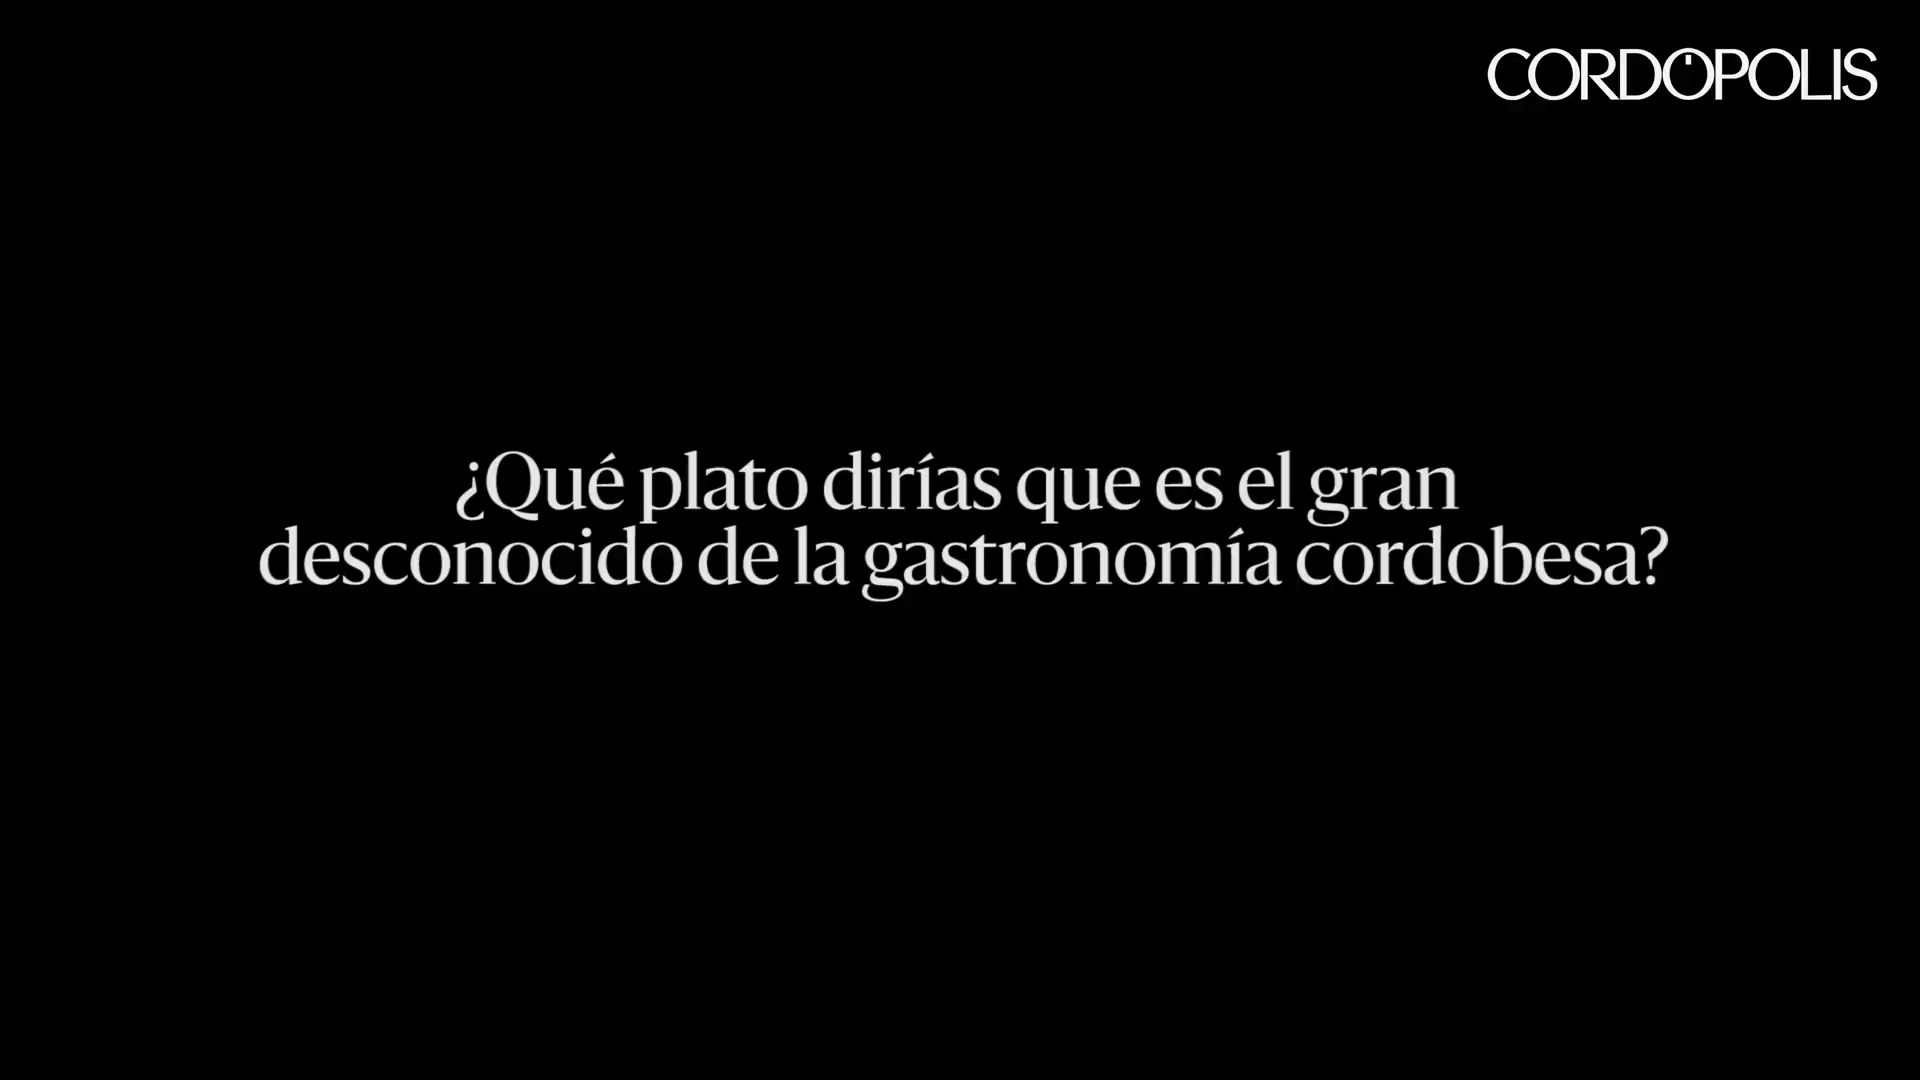 CORDÓPOLIS
¿Qué plato dirías que es el gran
desconocido de la gastronomía cordobesa?